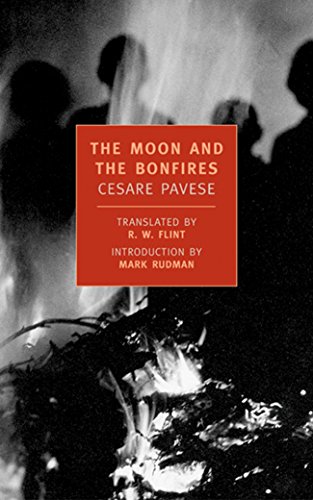 THE MOON AND
THE BONFIRES
CESARE PAVESE
TRANSLATED BY
R. W. FLINT
INTRODUCTION BY
MARK RUDMAN